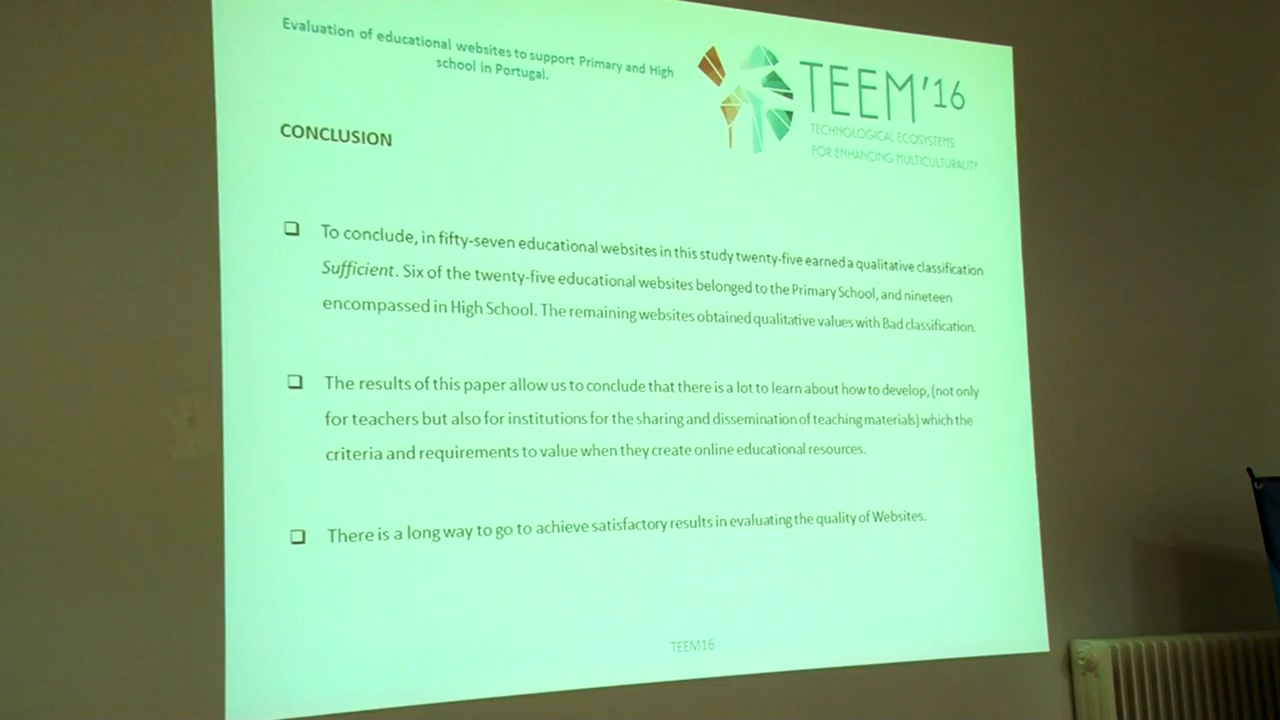 Evaluation of educational websites to support Primary and High
school in Portugal.
TEEM'16
TECHNOLOGICAL ECOSYSTEMS
FOR ENHANCING MULTICULTURALITY
CONCLUSION
To conclude, in fifty-seven educational websites in this study twenty-five earned a qualitative classification
Sufficient. Six of the twenty-five educational websites belonged to the Primary School, and nineteen
encompassed in High School. The remaining websites obtained qualitative values with Bad classification.
The results of this paper allow us to conclude that there is a lot to learn about how to develop, (not only
for teachers but also for institutions for the sharing and dissemination of teaching materials) which the
criteria and requirements to value when they create online educational resources.
There is a long way to go to achieve satisfactory results in evaluating the quality of Websites.
TEEM16